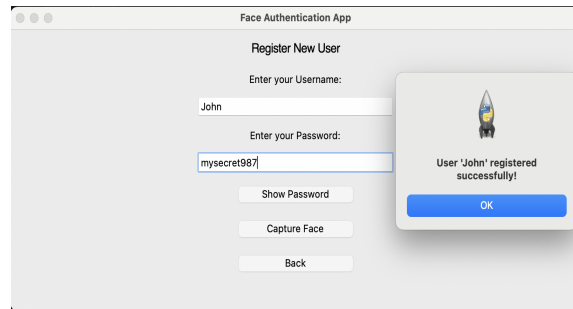 Face Authentication App
Register New User
Enter your Username:
John
Enter your Password:
mysecret987
Show Password
Capture Face
Back
User 'John' registered
successfully!
OK